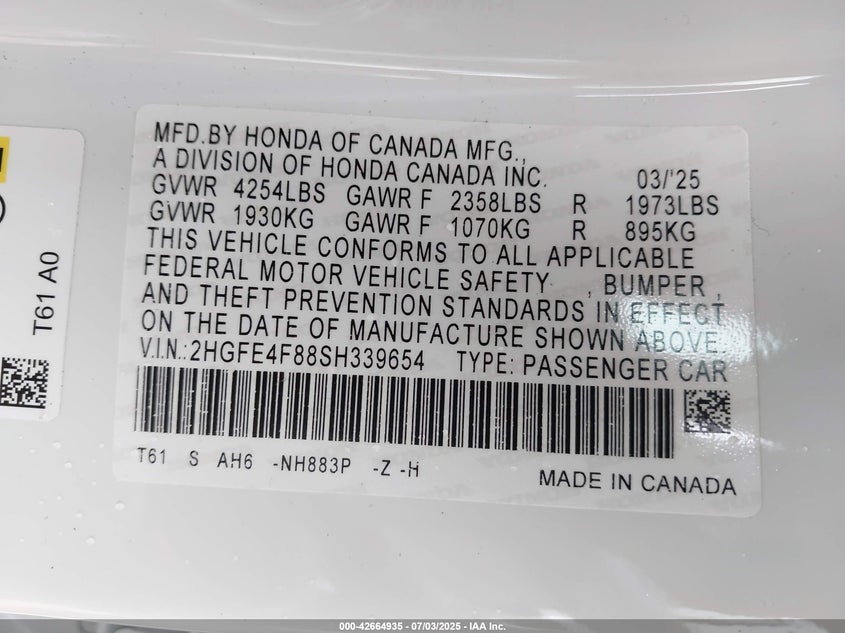 MFD.BY HONDA OF CANADA MFG.,
A DIVISION OF HONDA CANADA INC. 03/'25
GVWR 4254LBS GAWR F 2358LBS R 1973LBS
GVWR 1930KG GAWR F 1070KG R 895KG
THIS VEHICLE CONFORMS TO ALL APPLICABLE
FEDERAL MOTOR VEHICLE SAFETY , BUMPER ,
AND THEFT PREVENTION STANDARDS IN EFFECT
ON THE DATE OF MANUFACTURE SHOWN ABOVE.
V.I.N.:2HGFE4F88SH339654 TYPE: PASSENGER CAR
T61 S AH6 -NH883P -Z -H
MADE IN CANADA
T61 A0
000-42664935 - 07/03/2025 - IAA Inc.